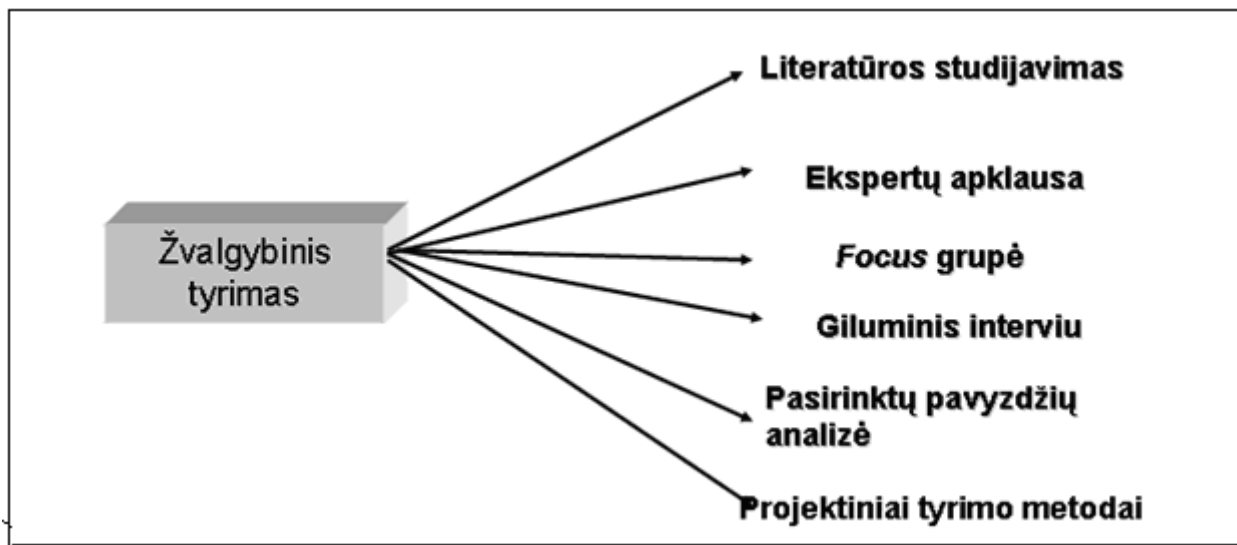 Literatūros studijavimas
Ekspertų apklausa
Žvalgybinis
tyrimas
Focus grupė
Giluminis interviu
Pasirinktų pavyzdžių
analizė
Projektiniai tyrimo metodai